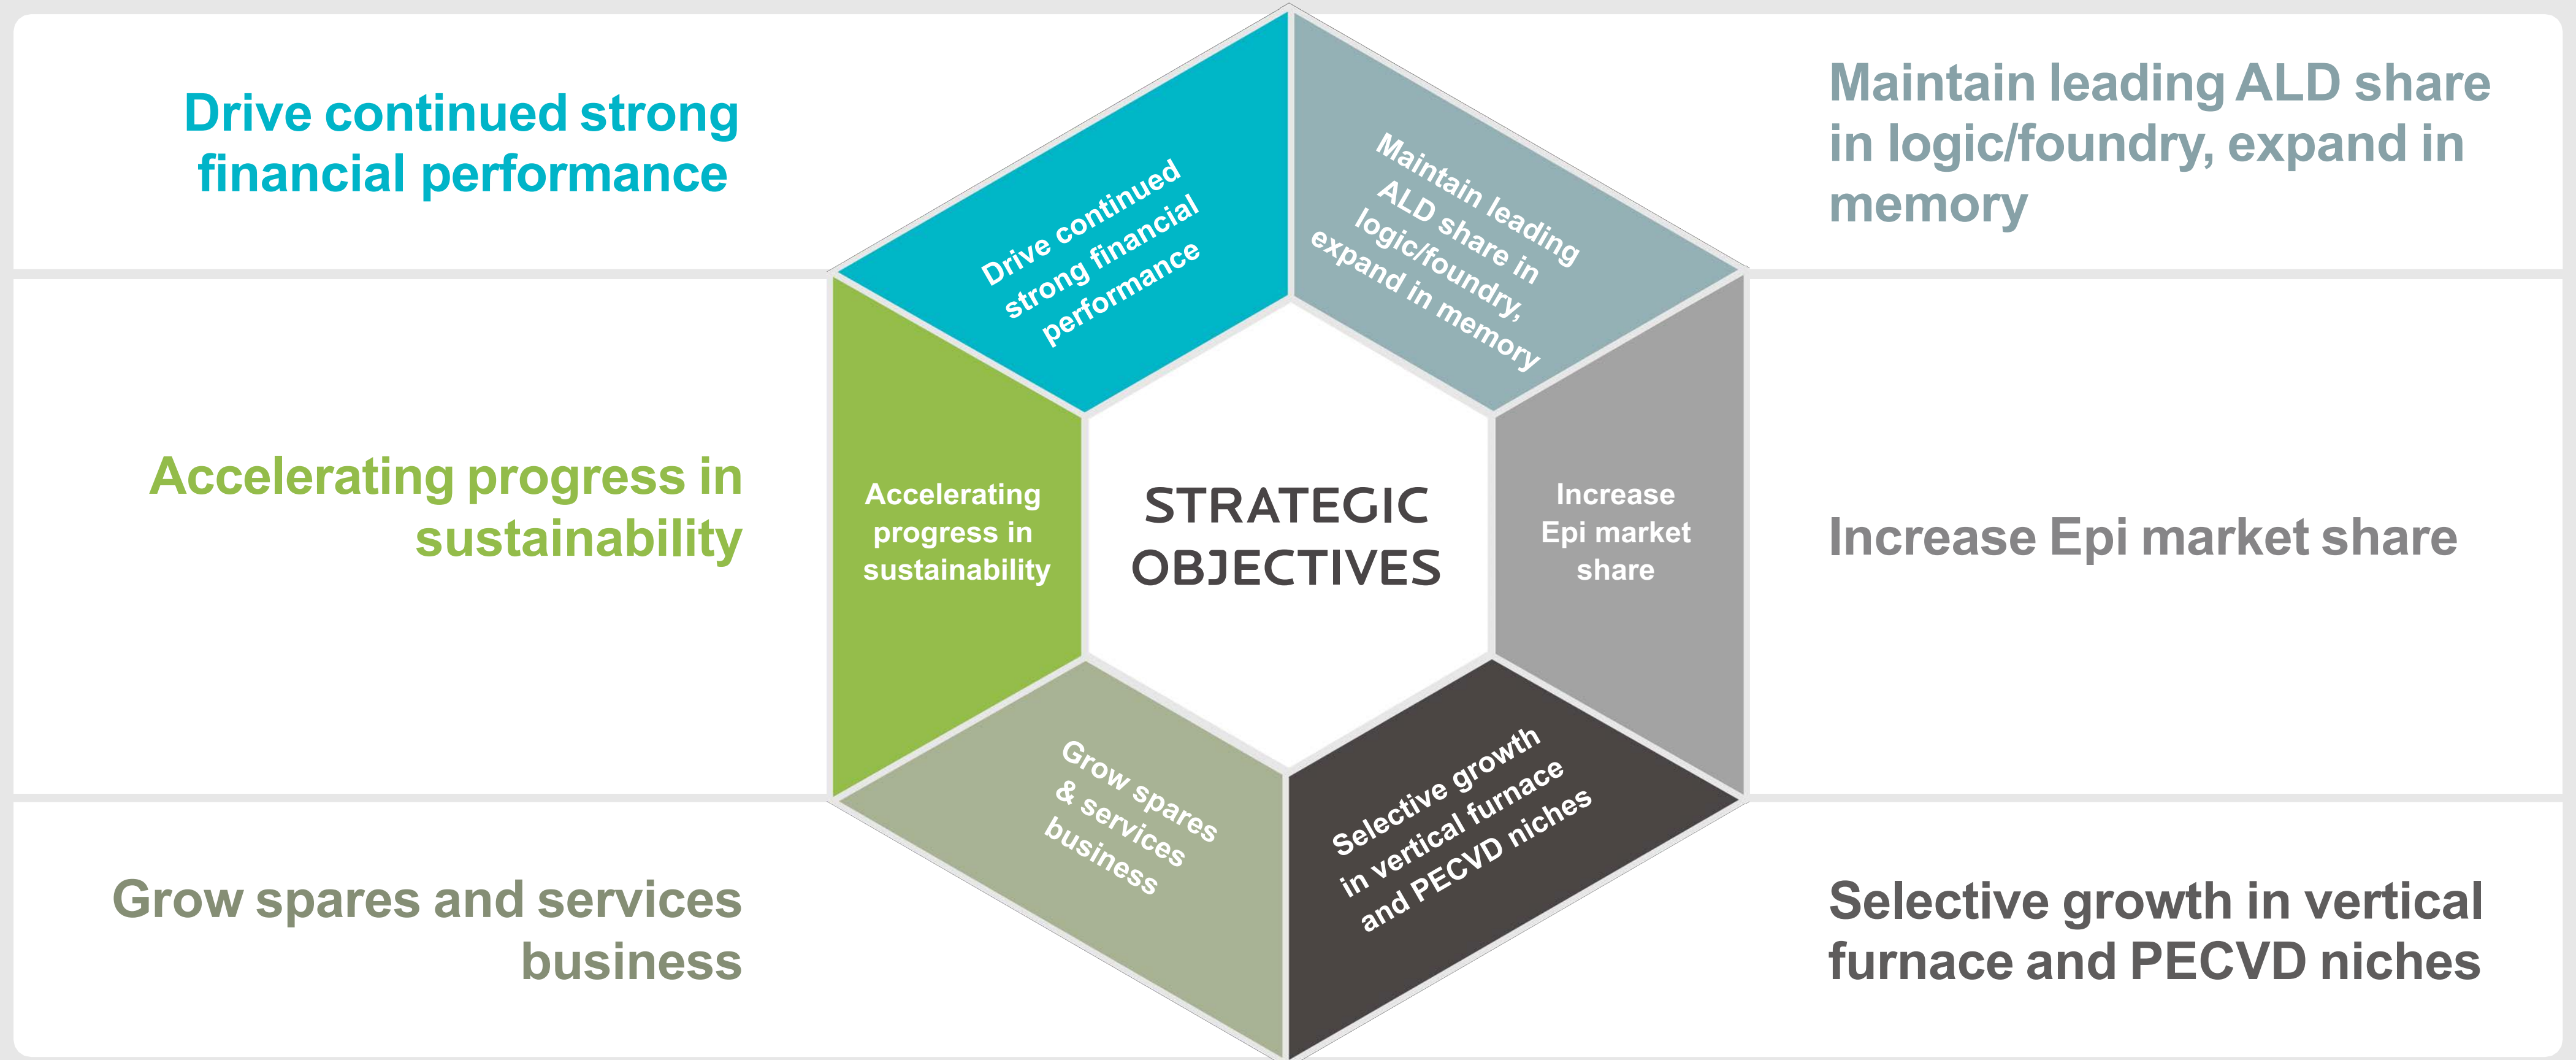 Drive continued strong
financial performance
Accelerating progress in
sustainability
Grow spares and services
business
Drive continued
strong financial
performance
Maintain leading
ALD share in
logic/foundry,
expand in memory
Accelerating
progress in
sustainability
STRATEGIC
OBJECTIVES
Increase
Epi market
share
Grow spares
& services
business
Selective growth
in vertical furnace
and PECVD niches
Maintain leading ALD share
in logic/foundry, expand in
memory
Increase Epi market share
Selective growth in vertical
furnace and PECVD niches